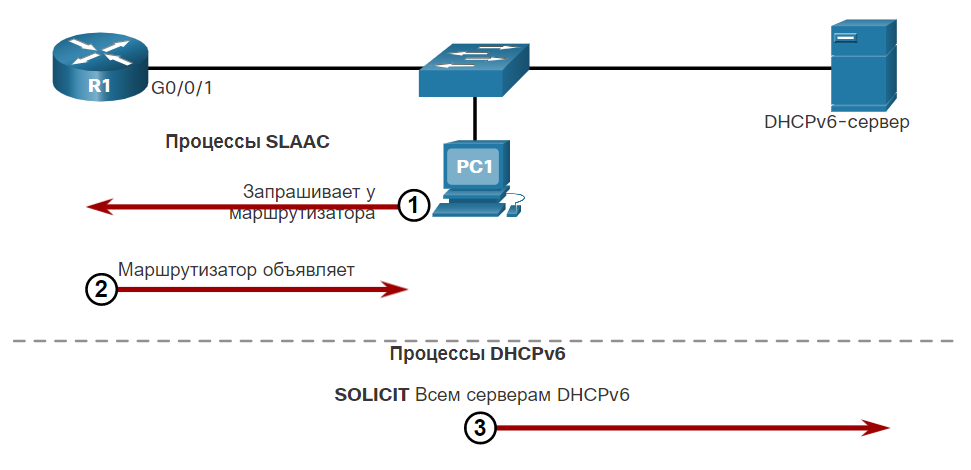 R1
G0/0/1
DHCPv6-сервер
Процессы SLAAC
PC1
Запрашивает у
маршрутизатора
1
Маршрутизатор объявляет
2
Процессы DHCPv6
SOLICIT Всем серверам DHCPv6
3